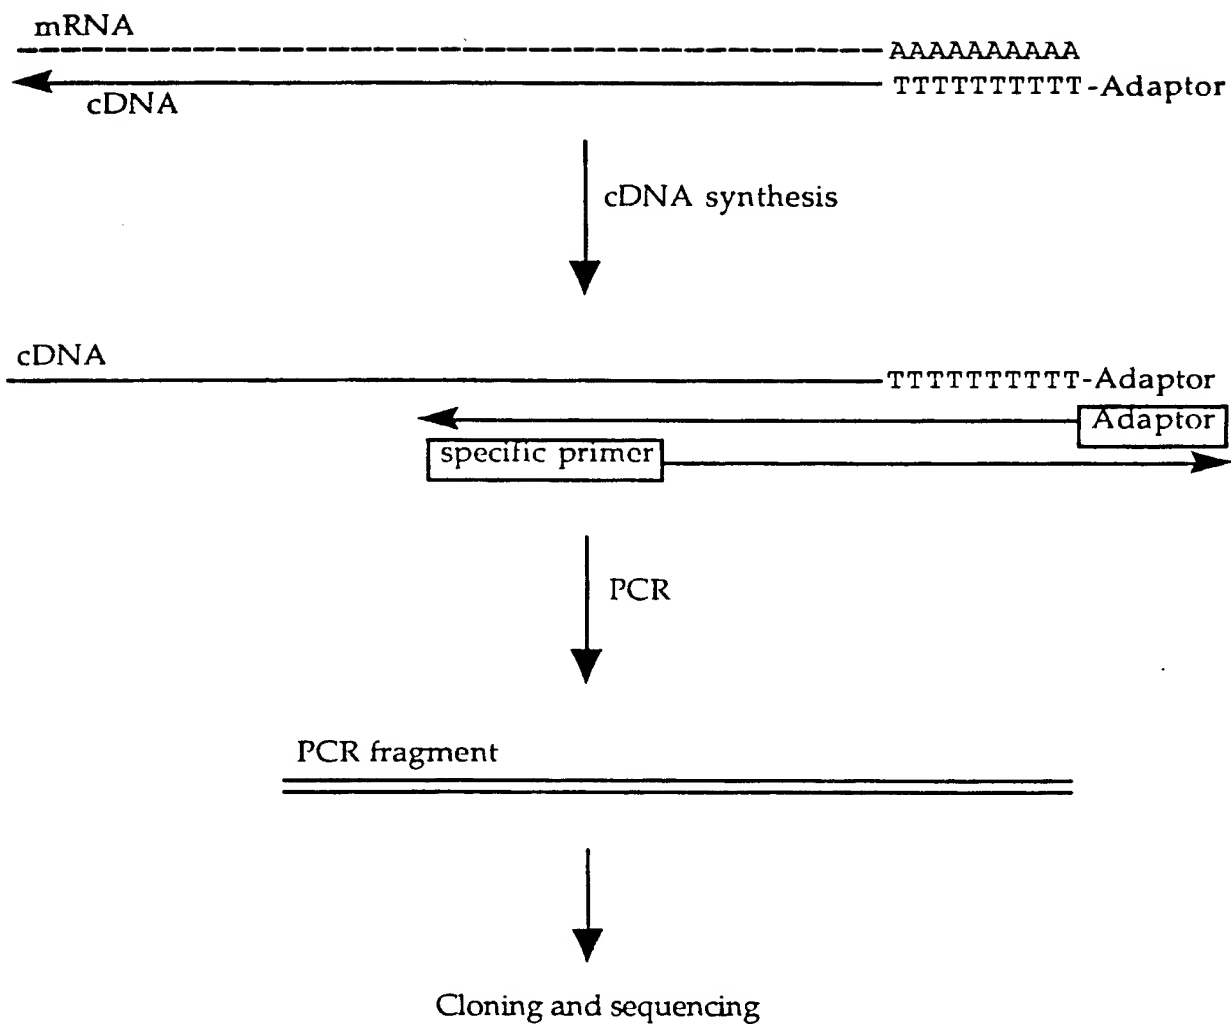 mRNA
AAAAAAAAAA
TTTTTTTTTT-Adaptor
cDNA
cDNA synthesis
cDNA
TTTTTTTTTT-Adaptor
Adaptor
specific primer
PCR
PCR fragment
Cloning and sequencing